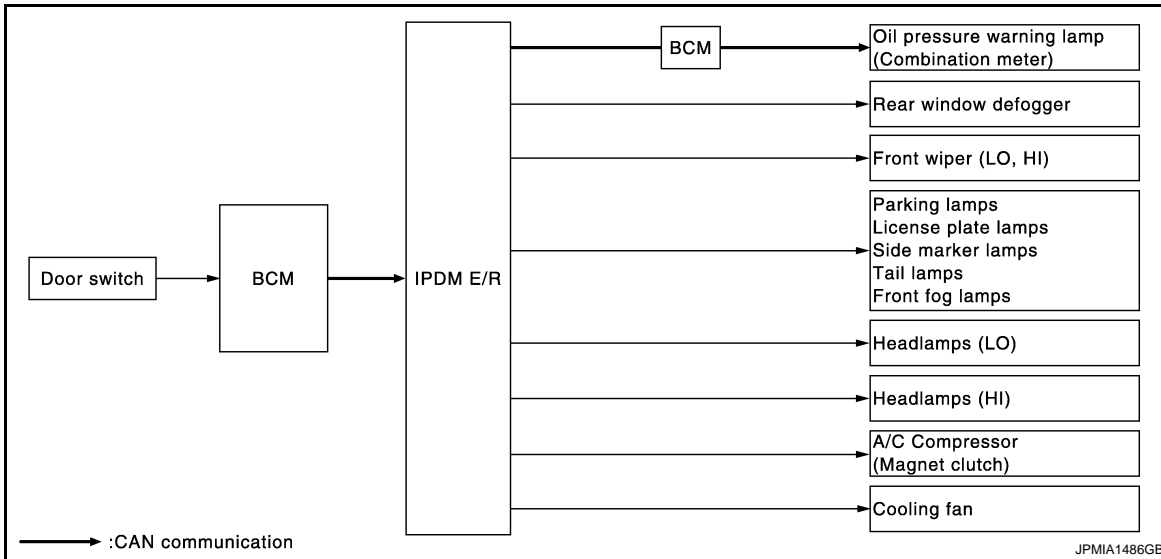 BCM
Oil pressure warning lamp
(Combination meter)
Rear window defogger
Front wiper (LO, HI)
Parking lamps
License plate lamps
Side marker lamps
Tail lamps
Front fog lamps
Door switch
BCM
IPDM E/R
Headlamps (LO)
Headlamps (HI)
A/C Compressor
(Magnet clutch)
Cooling fan
:CAN communication
JPMIA1486GB